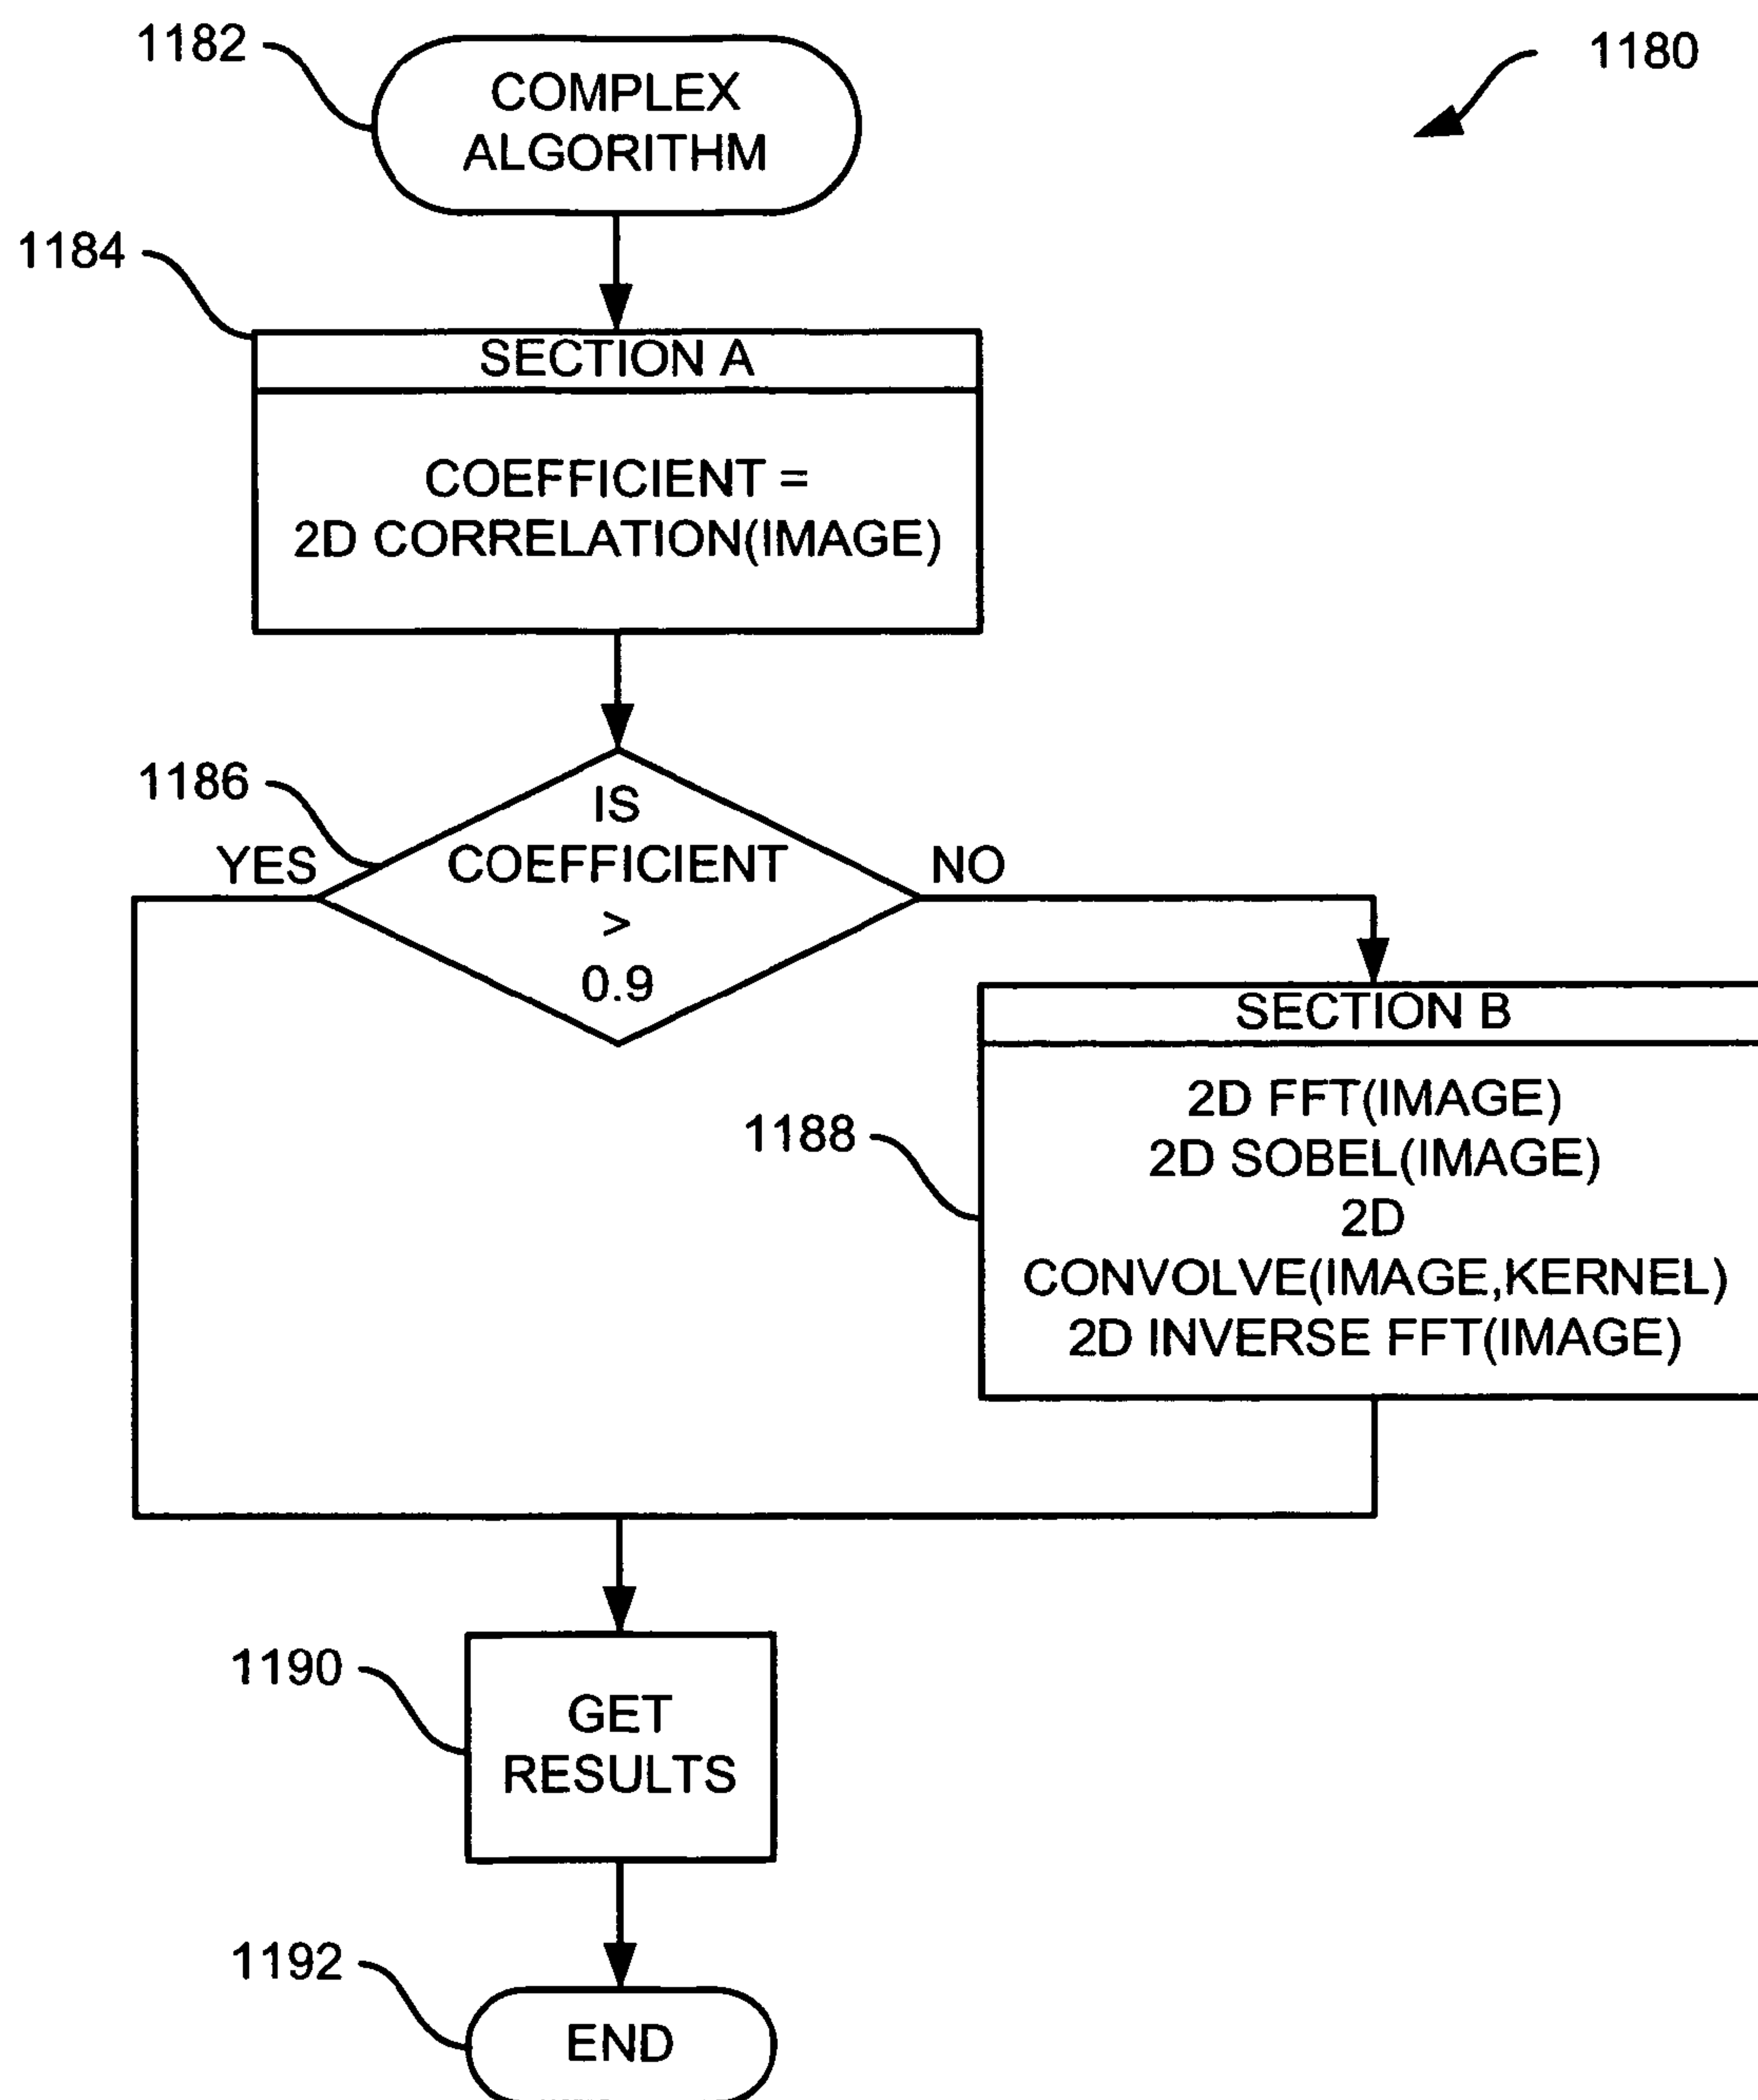 1182
COMPLEX
ALGORITHM
1180
1184
SECTION A
COEFFICIENT =
2D CORRELATION(IMAGE)
1186
IS
COEFFICIENT
>
0.9
YES
NO
SECTION B
2D FFT(IMAGE)
2D SOBEL(IMAGE)
2D
CONVOLVE(IMAGE,KERNEL)
2D INVERSE FFT(IMAGE)
1188
1190
GET
RESULTS
1192
END